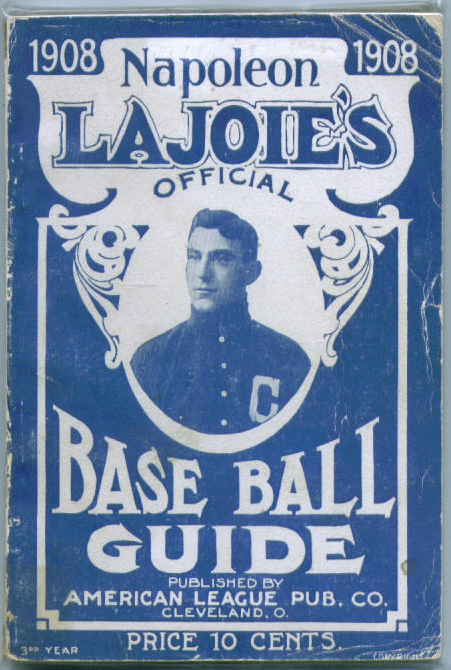 1908 Napoleon 1908
LAJOIE'S
OFFICIAL
C
BASE BALL
GUIDE
PUBLISHED BY
AMERICAN LEAGUE PUB. CO.
CLEVELAND, O.
3RD YEAR
PRICE 10 CENTS.